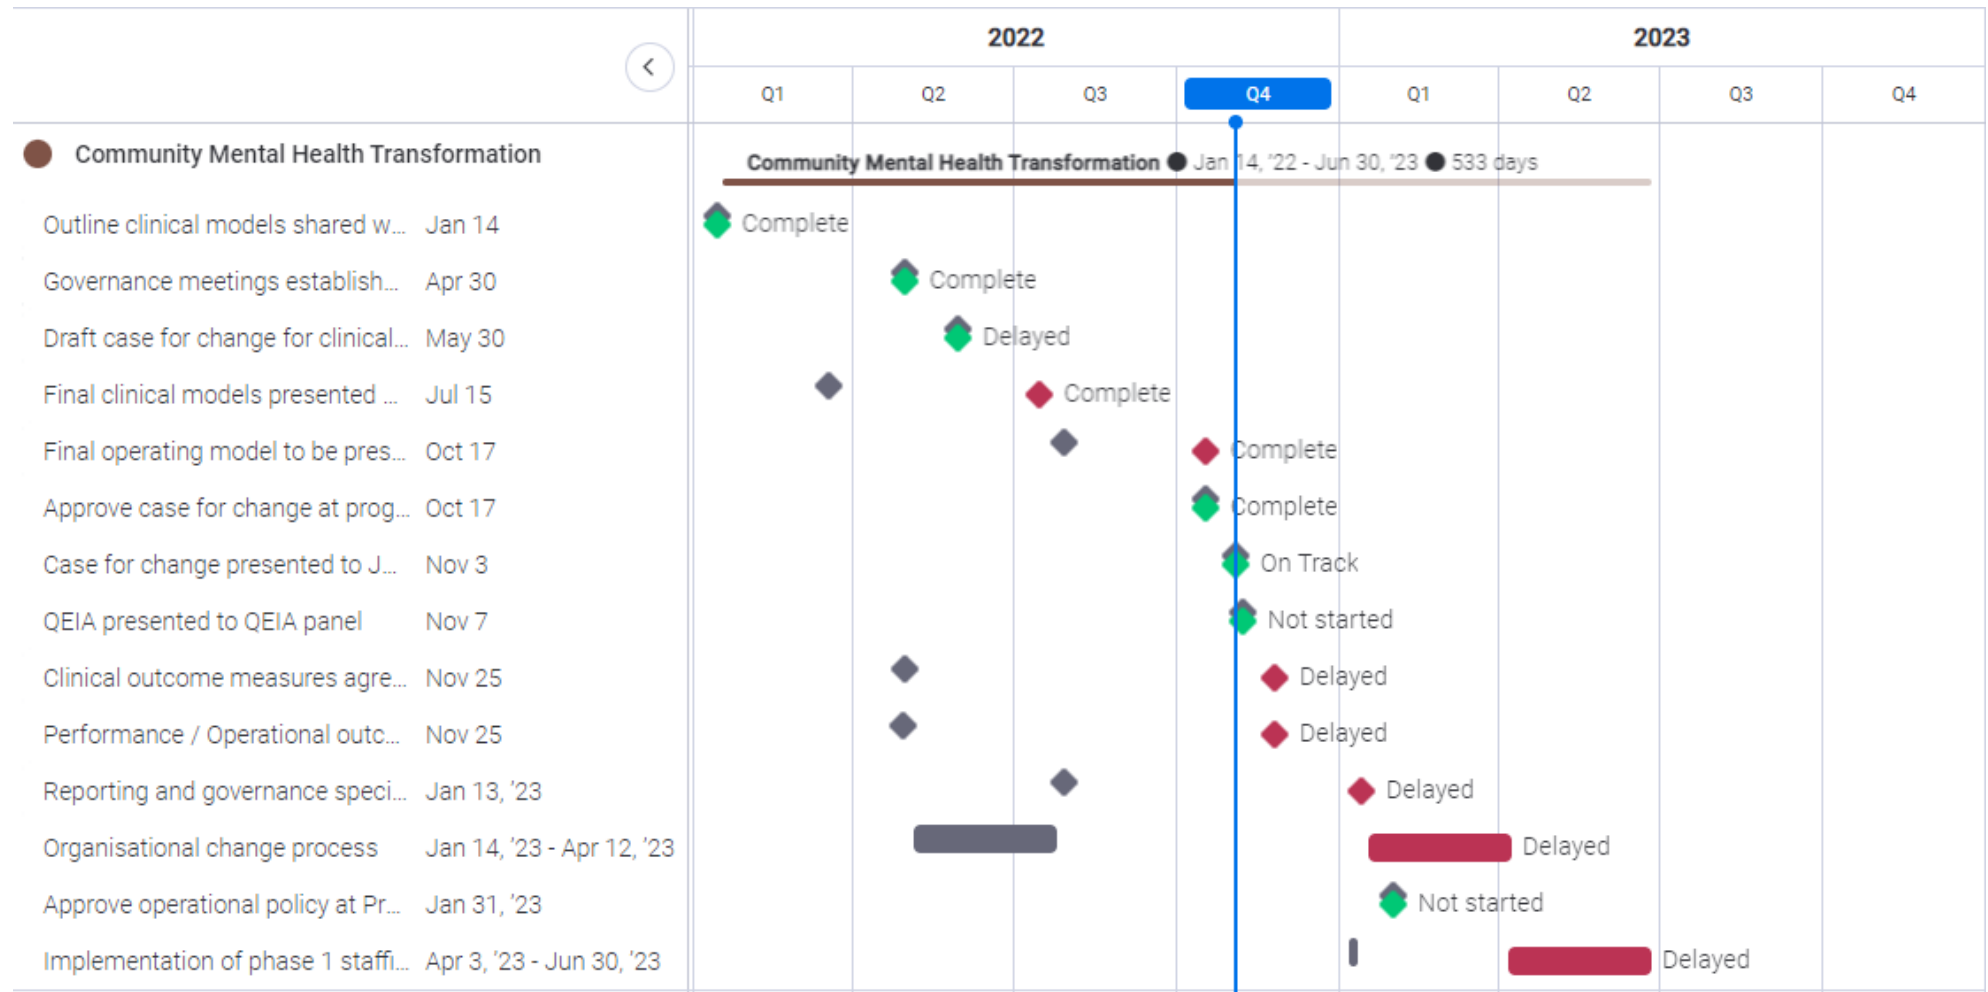 2022 2023
Q1 Q2 Q3 Q4 Q1 Q2 Q3 Q4
Community Mental Health Transformation
Community Mental Health Transformation ● Jan 14, '22 - Jun 30, '23 ● 533 days
Outline clinical models shared w... Jan 14 Complete
Governance meetings establish... Apr 30 Complete
Draft case for change for clinical... May 30 Delayed
Final clinical models presented ... Jul 15 Complete
Final operating model to be pres... Oct 17 Complete
Approve case for change at prog... Oct 17 Complete
Case for change presented to J... Nov 3 On Track
QEIA presented to QEIA panel Nov 7 Not started
Clinical outcome measures agre... Nov 25 Delayed
Performance / Operational outc... Nov 25 Delayed
Reporting and governance speci... Jan 13, '23 Delayed
Organisational change process Jan 14, '23 - Apr 12, '23 Delayed
Approve operational policy at Pr... Jan 31, '23 Not started
Implementation of phase 1 staffi... Apr 3, '23 - Jun 30, '23 Delayed